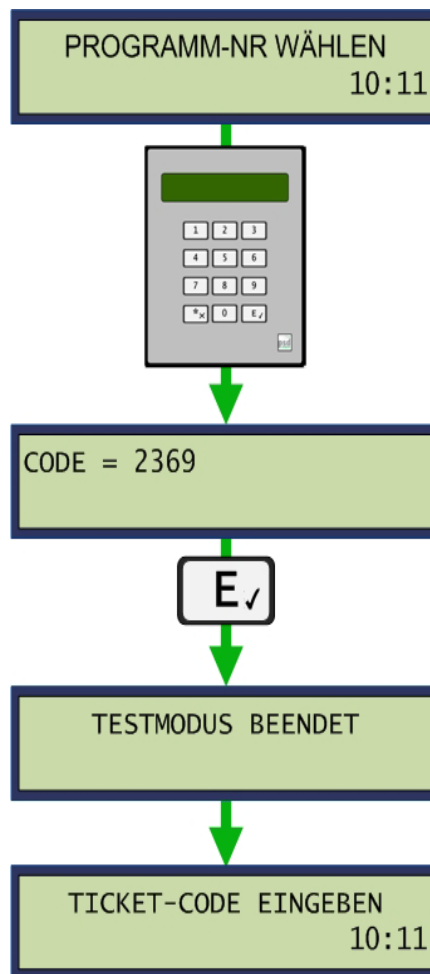 PROGRAMM-NR WÄHLEN
10:11
1 2 3
4 5 6
7 8 9
*× 0 E✓
CODE = 2369
E✓
TESTMODUS BEENDET
TICKET-CODE EINGEBEN
10:11